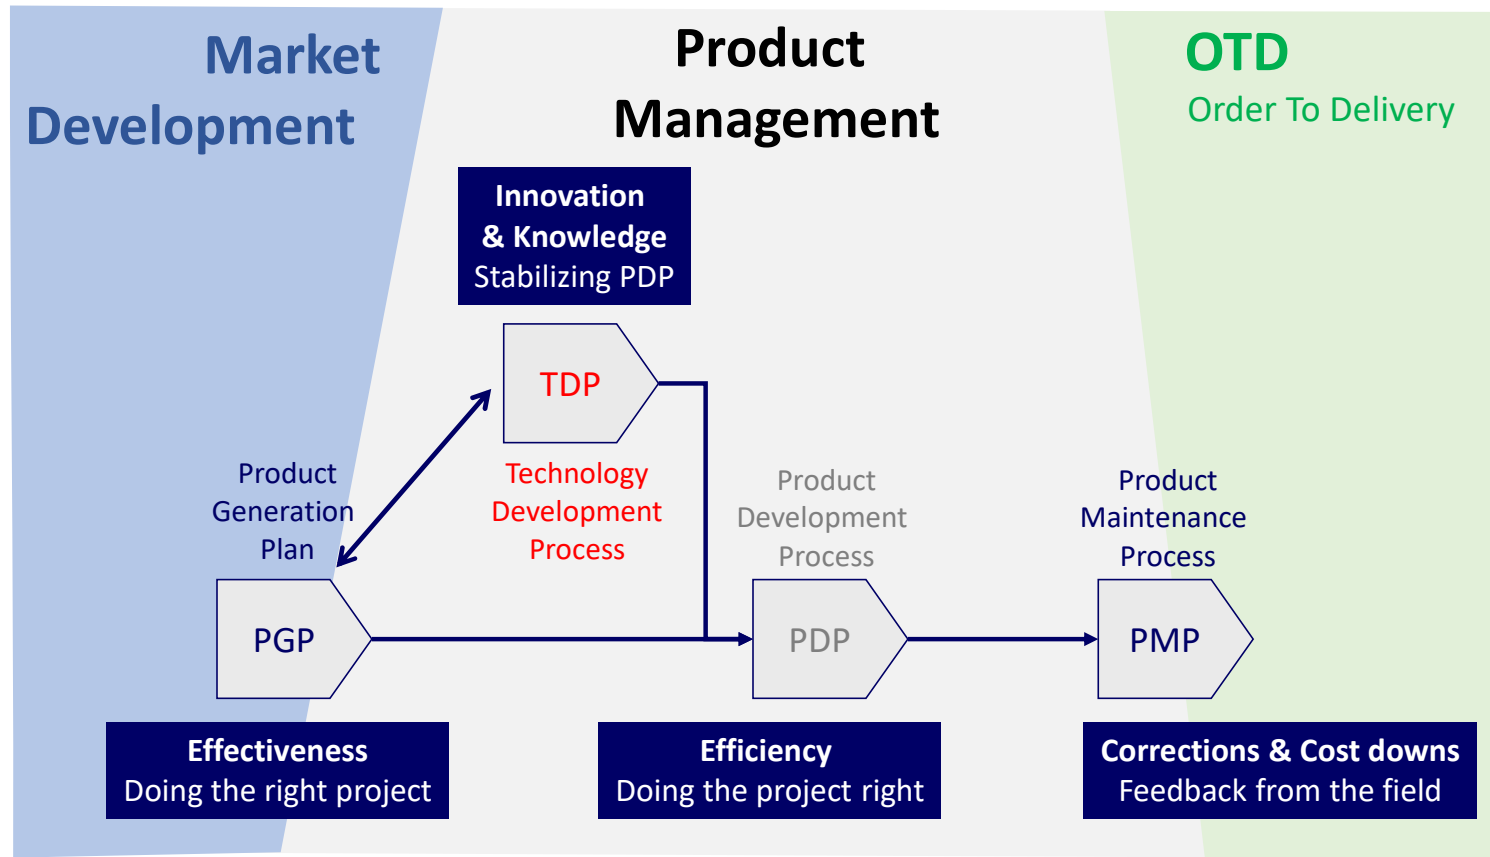 Market
Development
Product
Management
OTD
Order To Delivery
Innovation
& Knowledge
Stabilizing PDP
TDP
Technology
Development
Process
Product
Generation
Plan
PGP
Product
Development
Process
PDP
Product
Maintenance
Process
PMP
Effectiveness
Doing the right project
Efficiency
Doing the project right
Corrections & Cost downs
Feedback from the field